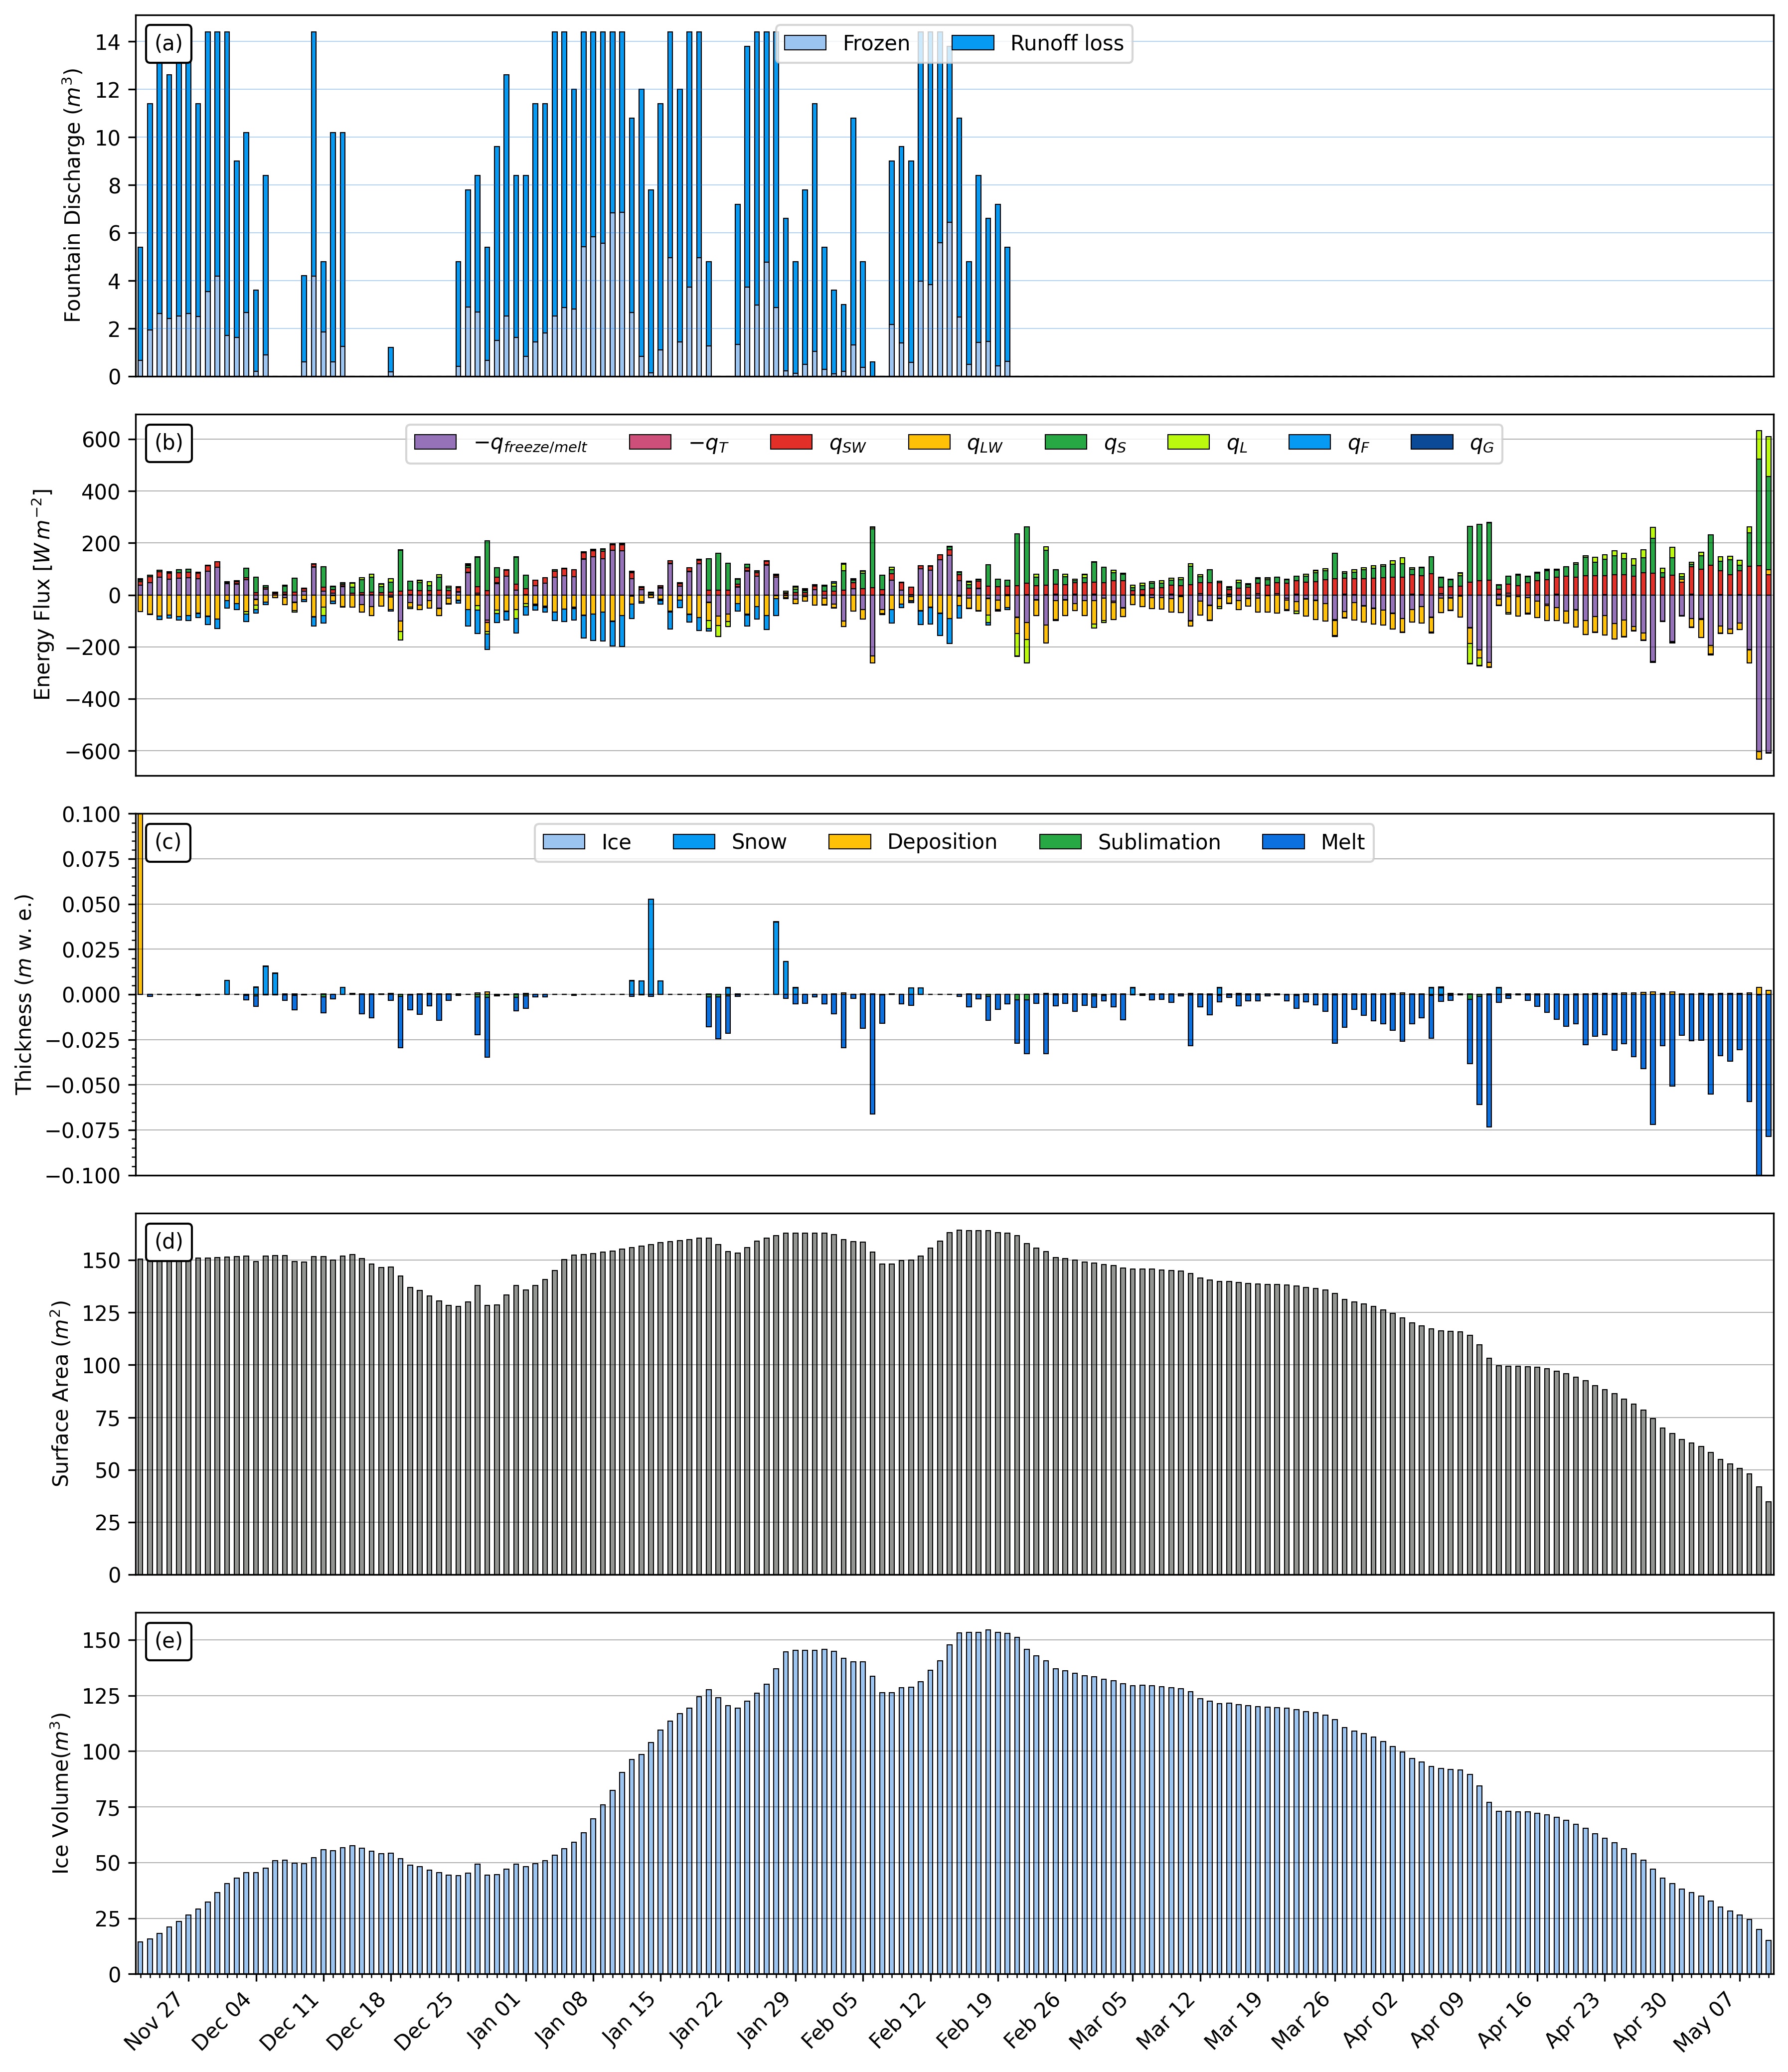 (a)
Frozen
Runoff loss
Fountain Discharge (m³)
14
12
10
8
6
4
2
0
(b)
−q_freeze/melt
−q_T
q_SW
q_LW
q_S
q_L
q_F
q_G
Energy Flux [W m⁻²]
600
400
200
0
−200
−400
−600
(c)
Ice
Snow
Deposition
Sublimation
Melt
Thickness (m w. e.)
0.100
0.075
0.050
0.025
0.000
−0.025
−0.050
−0.075
−0.100
(d)
Surface Area (m²)
150
125
100
75
50
25
0
(e)
Ice Volume(m³)
150
125
100
75
50
25
0
Nov 27
Dec 04
Dec 11
Dec 18
Dec 25
Jan 01
Jan 08
Jan 15
Jan 22
Jan 29
Feb 05
Feb 12
Feb 19
Feb 26
Mar 05
Mar 12
Mar 19
Mar 26
Apr 02
Apr 09
Apr 16
Apr 23
Apr 30
May 07